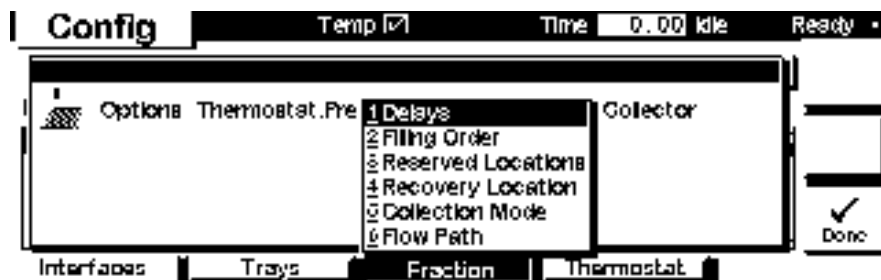 Config Temp Time 0.00 Idle Ready
Options Thermostat.Pre Collector
1 Delays
2 Filling Order
3 Reserved Locations
4 Recovery Location
5 Collection Mode
6 Flow Path
Done
Interfaces Trays Fraction Thermostat